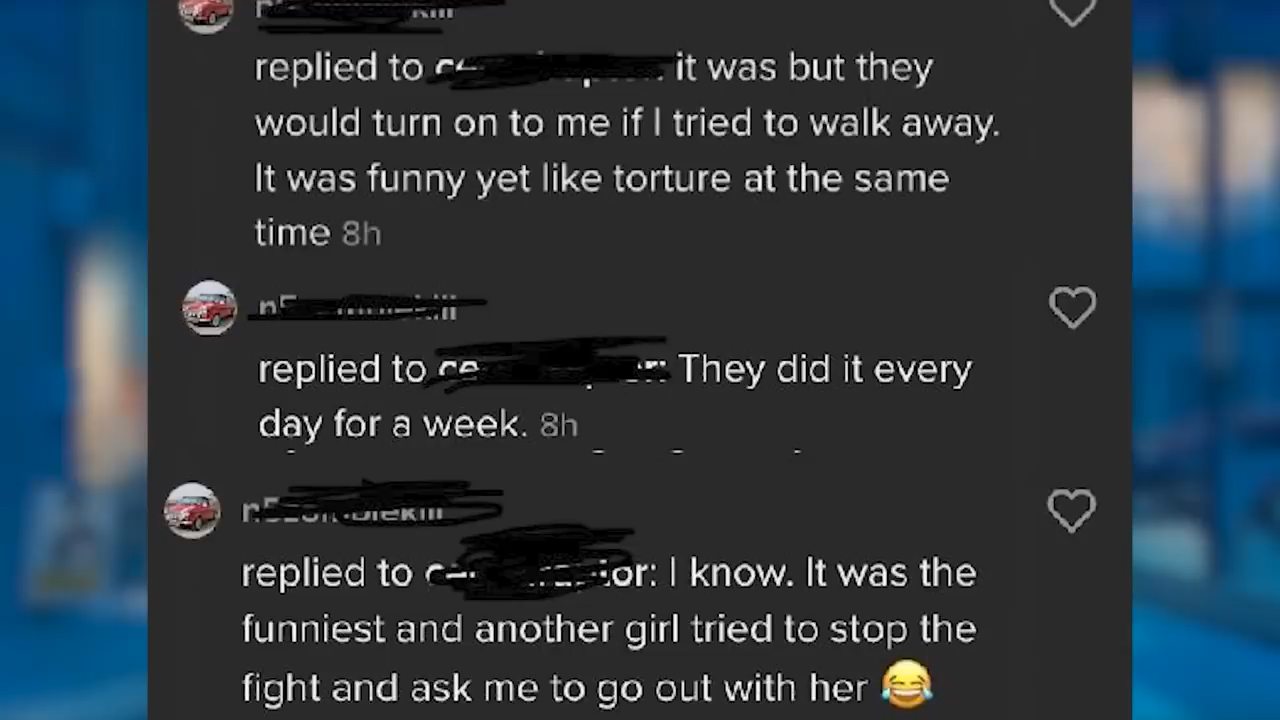 replied to it was but they
would turn on to me if I tried to walk away.
It was funny yet like torture at the same
time 8h
replied to They did it every
day for a week. 8h
replied to I know. It was the
funniest and another girl tried to stop the
fight and ask me to go out with her 😂